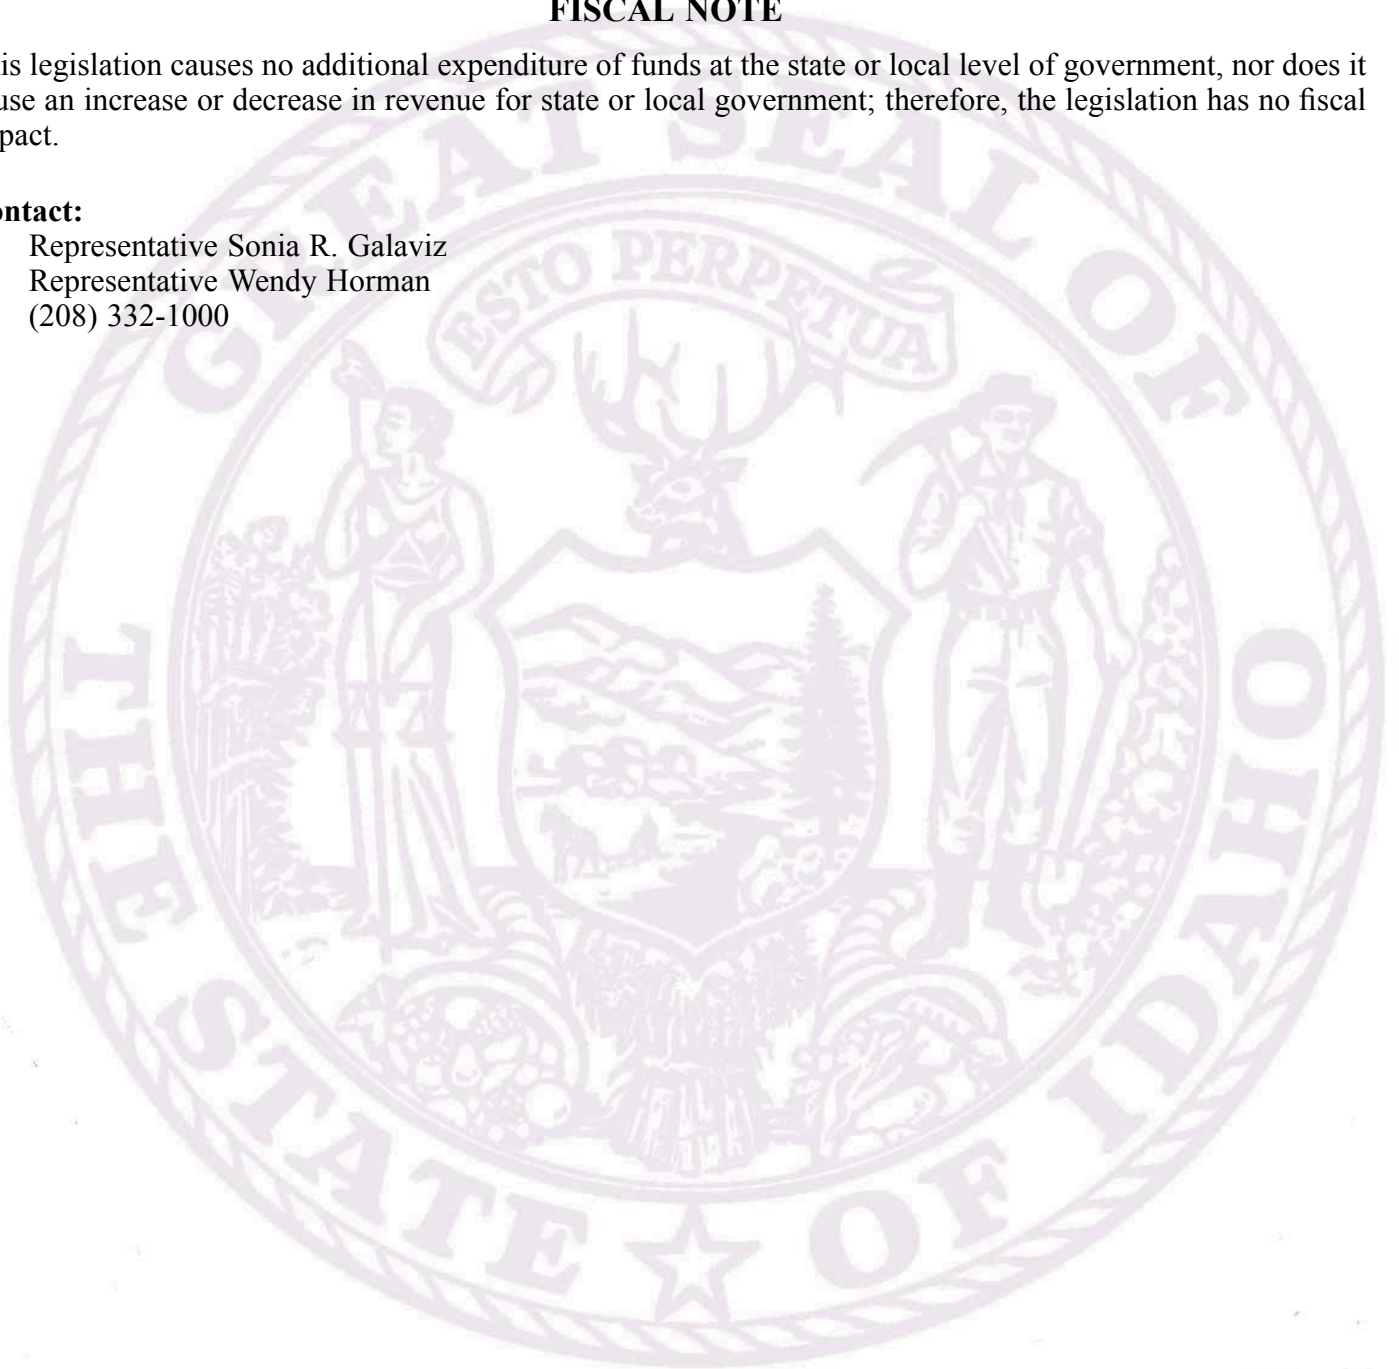 FISCAL NOTE
is legislation causes no additional expenditure of funds at the state or local level of government, nor does it
use an increase or decrease in revenue for state or local government; therefore, the legislation has no fiscal
pact.
ontact:
Representative Sonia R. Galaviz
Representative Wendy Horman
(208) 332-1000
GREAT SEAL OF
ESTO PERPETUA
THE STATE OF IDAHO